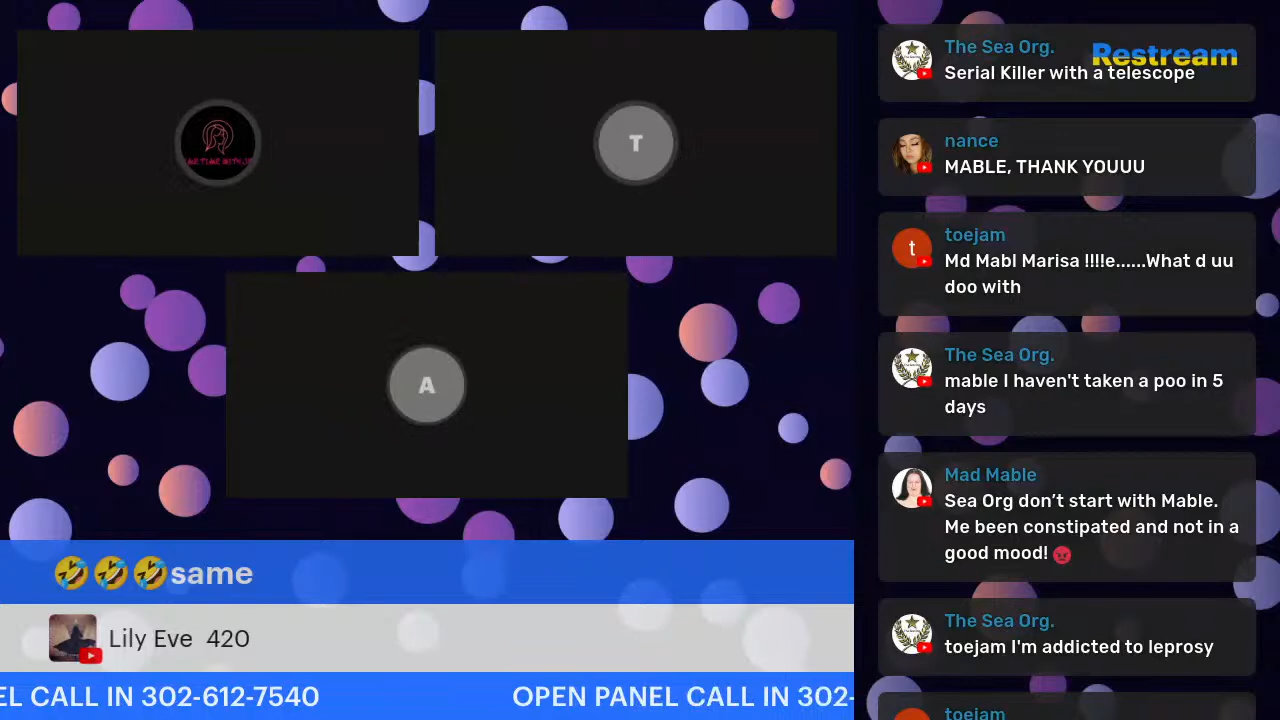 T
A
🤣🤣🤣same
Lily Eve 420
EL CALL IN 302-612-7540
OPEN PANEL CALL IN 302-
Restream
The Sea Org.
Serial Killer with a telescope
nance
MABLE, THANK YOUUU
t
toejam
Md Mabl Marisa !!!!e......What d uu
doo with
The Sea Org.
mable I haven't taken a poo in 5
days
Mad Mable
Sea Org don’t start with Mable.
Me been constipated and not in a
good mood! 😡
The Sea Org.
toejam I'm addicted to leprosy
toejam